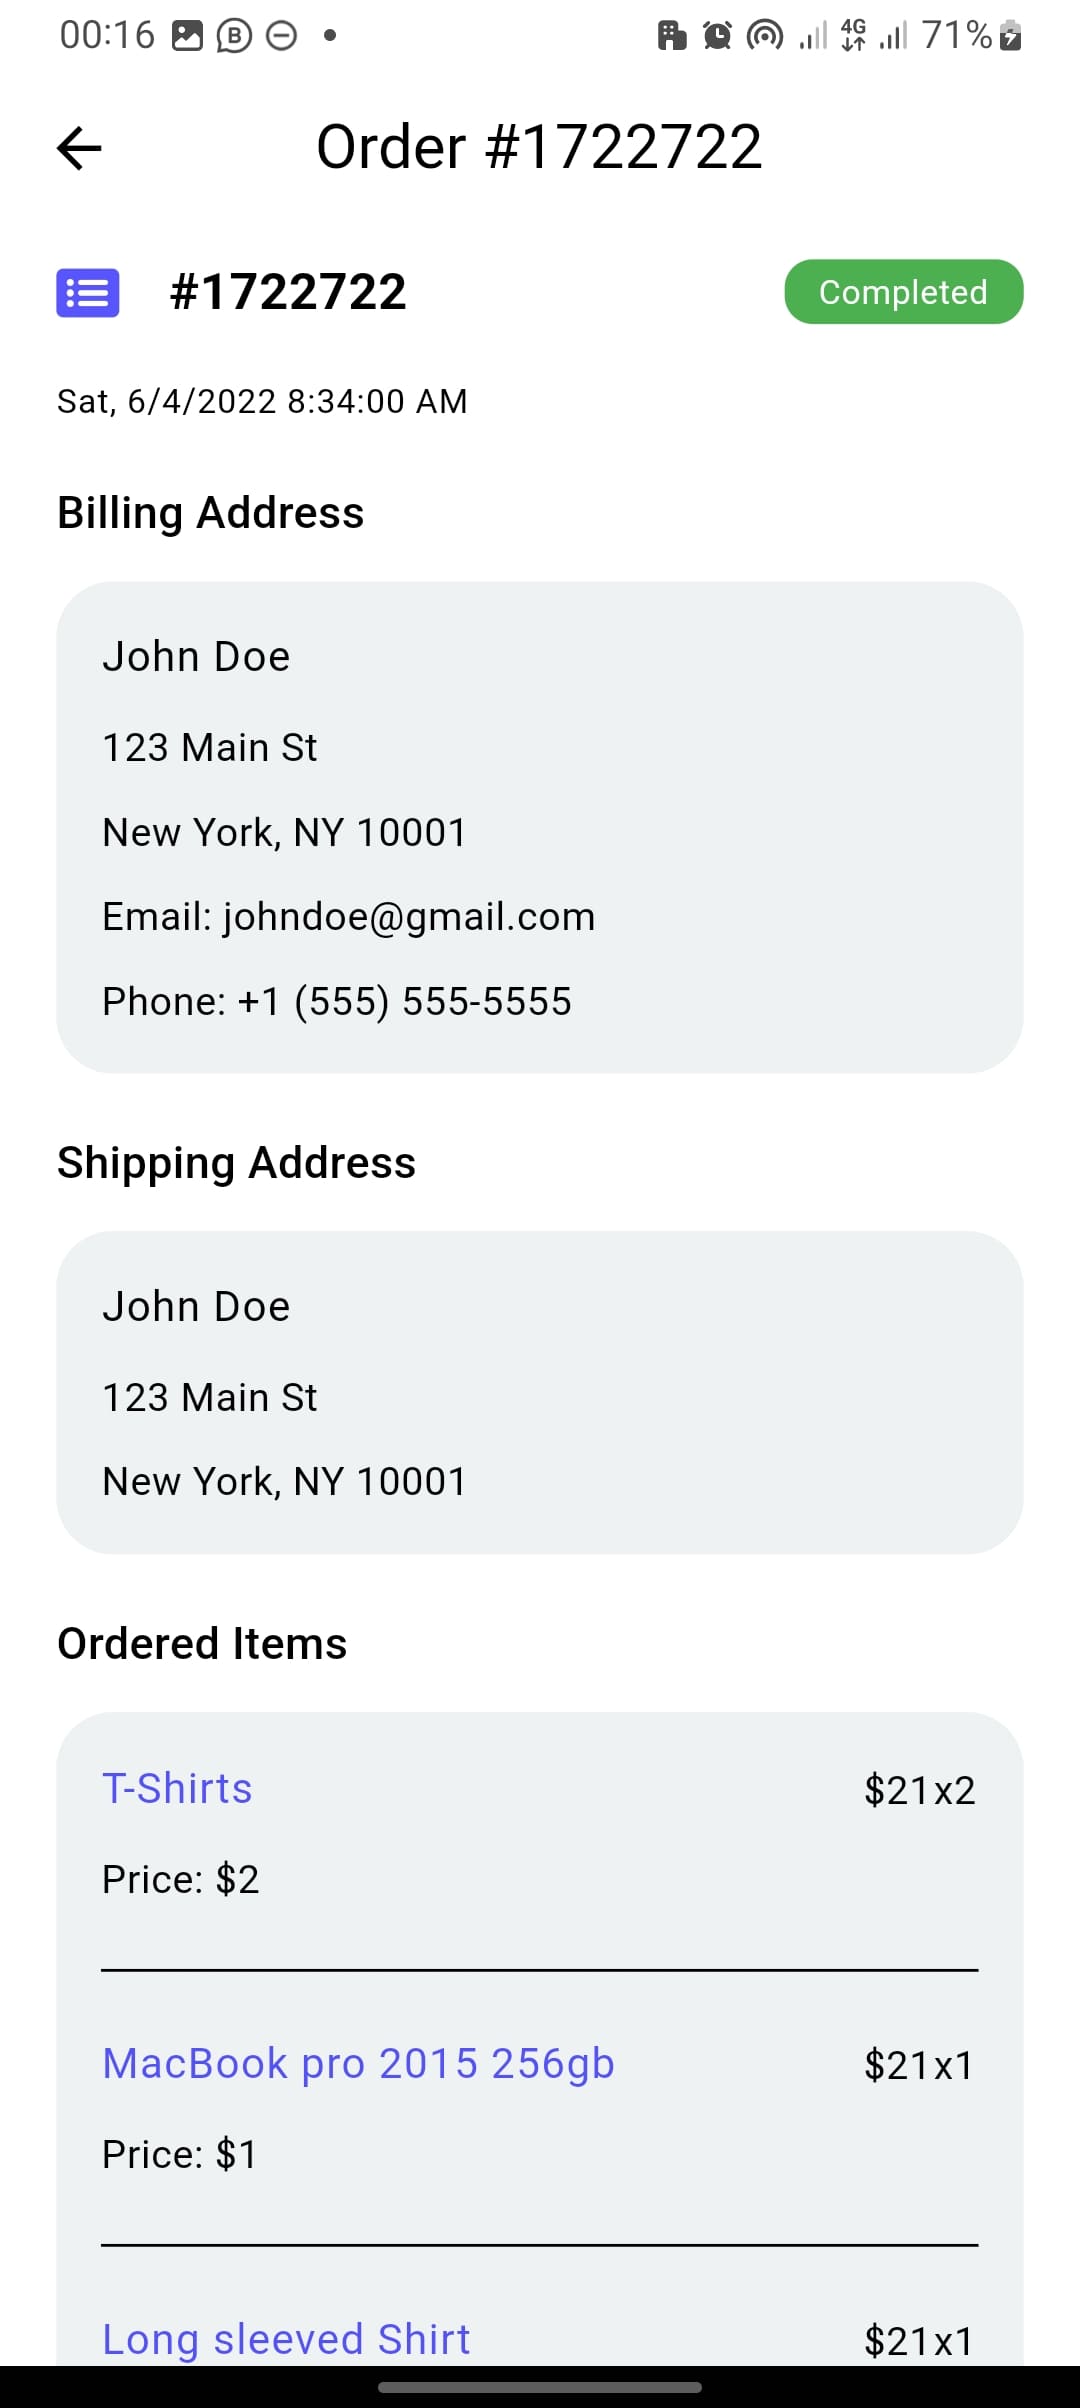 00:16 B 4G 71%
Order #1722722
#1722722 Completed
Sat, 6/4/2022 8:34:00 AM
Billing Address
John Doe
123 Main St
New York, NY 10001
Email: johndoe@gmail.com
Phone: +1 (555) 555-5555
Shipping Address
John Doe
123 Main St
New York, NY 10001
Ordered Items
T-Shirts $21x2
Price: $2
MacBook pro 2015 256gb $21x1
Price: $1
Long sleeved Shirt $21x1